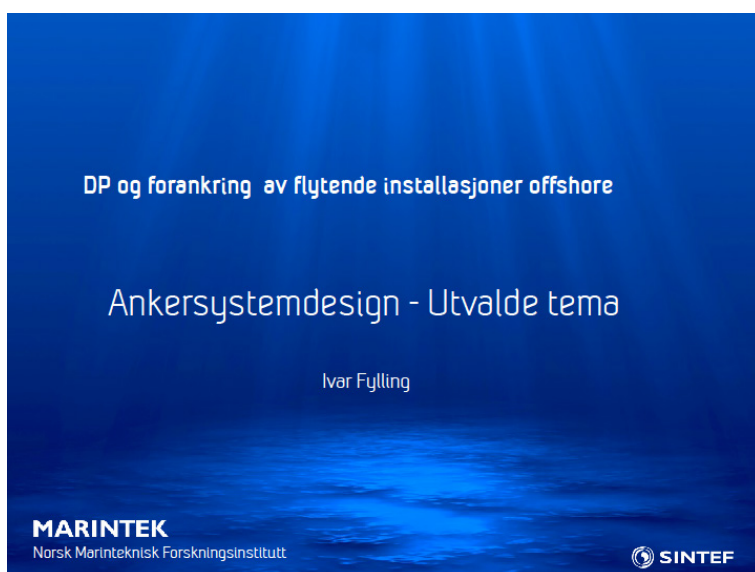 DP og forankring av flytende installasjoner offshore
Ankersystemdesign - Utvalde tema
Ivar Fylling
MARINTEK
Norsk Marinteknisk Forskningsinstitutt
SINTEF